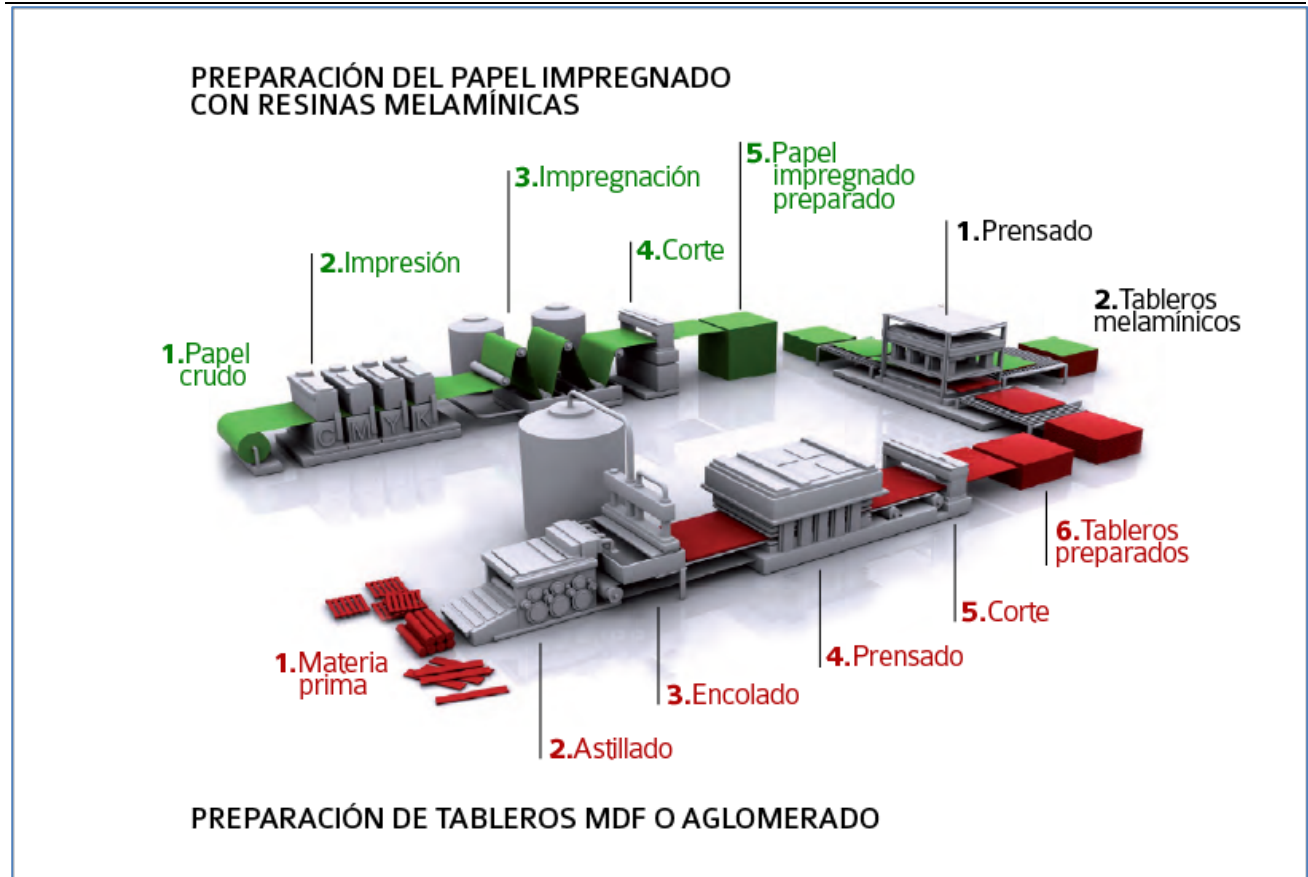 PREPARACIÓN DEL PAPEL IMPREGNADO
CON RESINAS MELAMÍNICAS
1.Papel
crudo
2.Impresión
3.Impregnación
4.Corte
5.Papel
impregnado
preparado
1.Prensado
2.Tableros
melamínicos
C M Y K
1.Materia
prima
2.Astillado
3.Encolado
4.Prensado
5.Corte
6.Tableros
preparados
PREPARACIÓN DE TABLEROS MDF O AGLOMERADO